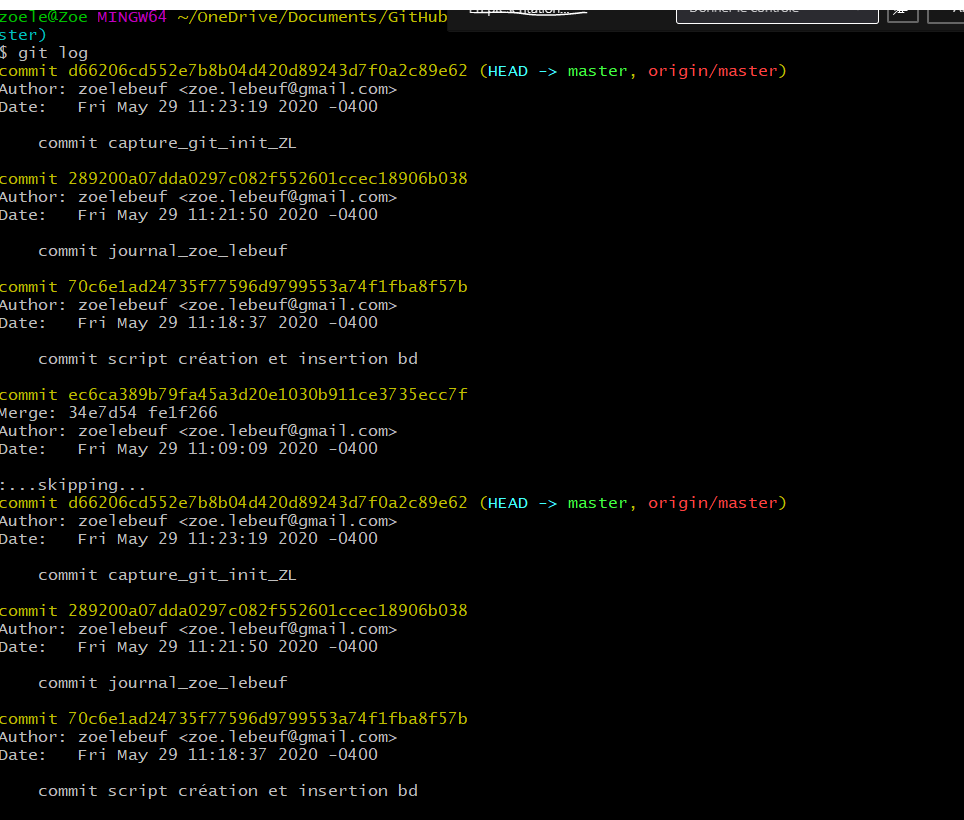 zoele@Zoe MINGW64 ~/OneDrive/Documents/GitHub
ster)
$ git log
commit d66206cd552e7b8b04d420d89243d7f0a2c89e62 (HEAD -> master, origin/master)
Author: zoelebeuf <zoe.lebeuf@gmail.com>
Date:   Fri May 29 11:23:19 2020 -0400
commit capture_git_init_ZL
commit 289200a07dda0297c082f552601ccec18906b038
Author: zoelebeuf <zoe.lebeuf@gmail.com>
Date:   Fri May 29 11:21:50 2020 -0400
commit journal_zoe_lebeuf
commit 70c6e1ad24735f77596d9799553a74f1fba8f57b
Author: zoelebeuf <zoe.lebeuf@gmail.com>
Date:   Fri May 29 11:18:37 2020 -0400
commit script création et insertion bd
commit ec6ca389b79fa45a3d20e1030b911ce3735ecc7f
Merge: 34e7d54 fe1f266
Author: zoelebeuf <zoe.lebeuf@gmail.com>
Date:   Fri May 29 11:09:09 2020 -0400
:...skipping...
commit d66206cd552e7b8b04d420d89243d7f0a2c89e62 (HEAD -> master, origin/master)
Author: zoelebeuf <zoe.lebeuf@gmail.com>
Date:   Fri May 29 11:23:19 2020 -0400
commit capture_git_init_ZL
commit 289200a07dda0297c082f552601ccec18906b038
Author: zoelebeuf <zoe.lebeuf@gmail.com>
Date:   Fri May 29 11:21:50 2020 -0400
commit journal_zoe_lebeuf
commit 70c6e1ad24735f77596d9799553a74f1fba8f57b
Author: zoelebeuf <zoe.lebeuf@gmail.com>
Date:   Fri May 29 11:18:37 2020 -0400
commit script création et insertion bd